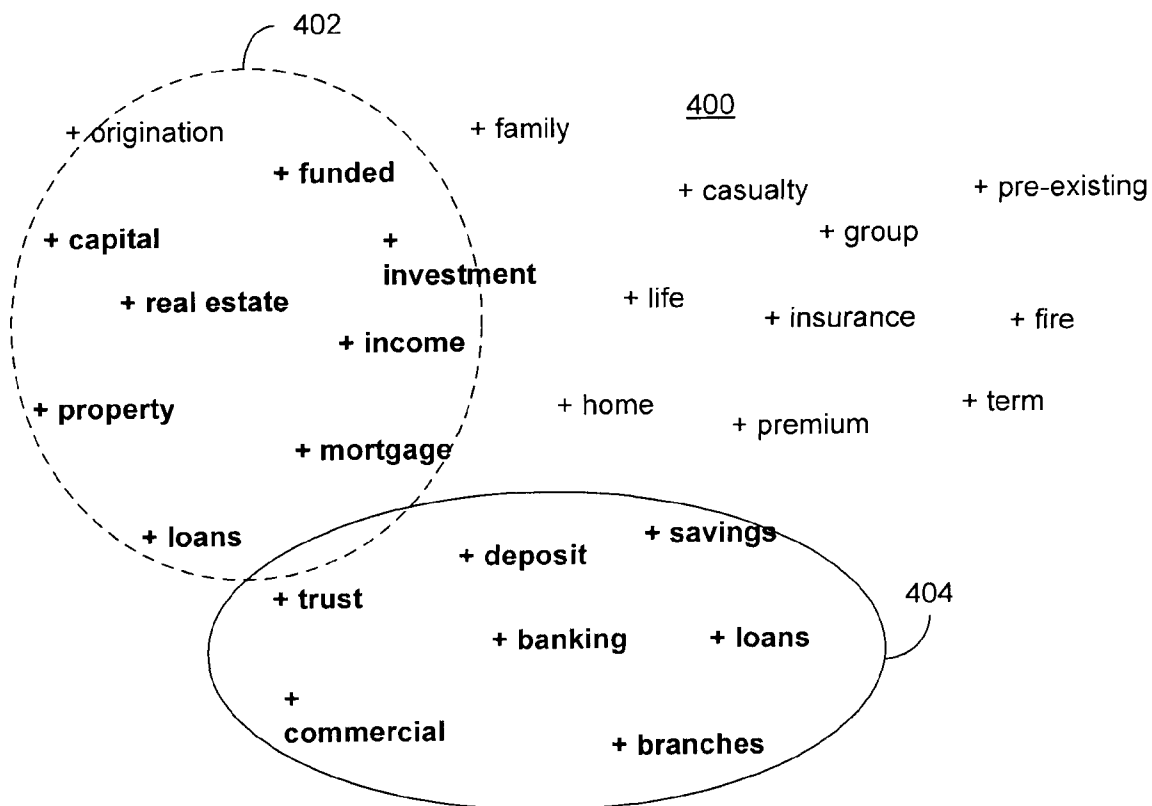 402
400
+ origination
+ family
+ funded
+ casualty
+ pre-existing
+ capital
+
investment
+ group
+ real estate
+ life
+ insurance
+ fire
+ income
+ property
+ home
+ premium
+ term
+ mortgage
+ loans
+ deposit
+ savings
+ trust
404
+ banking
+ loans
+
commercial
+ branches